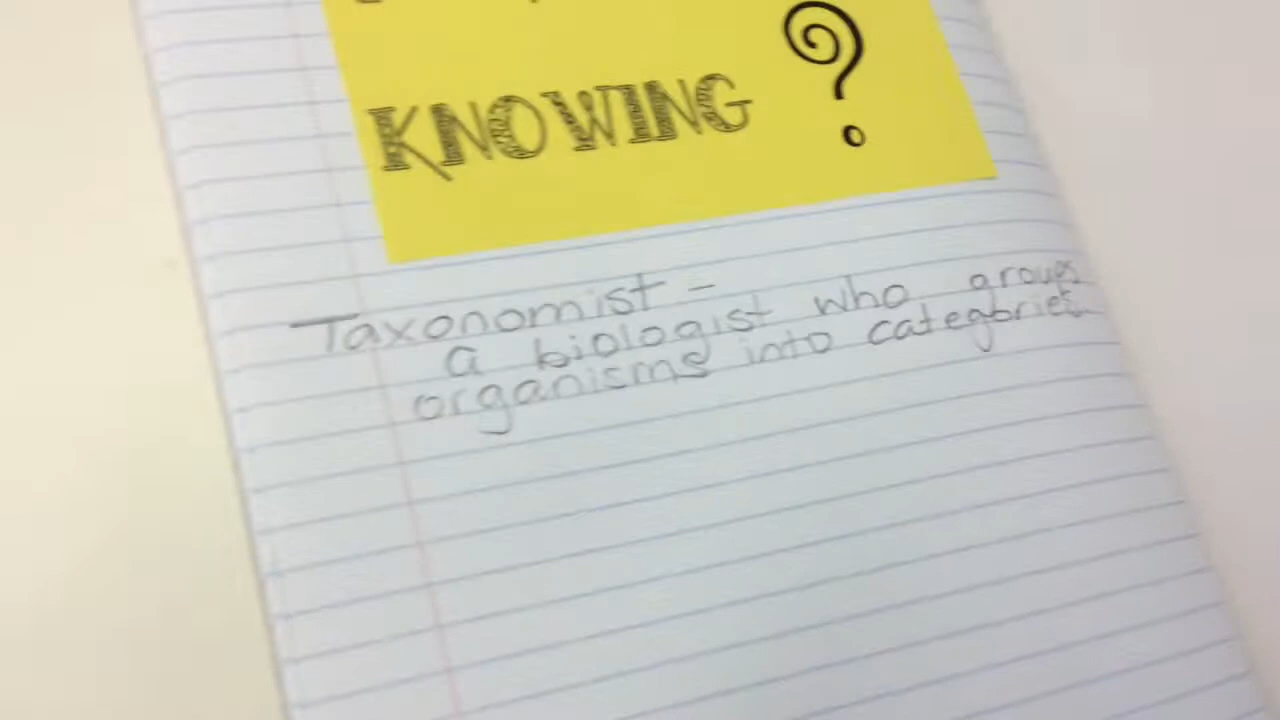 KNOWING ?
Taxonomist -
a biologist who groups
organisms into categories